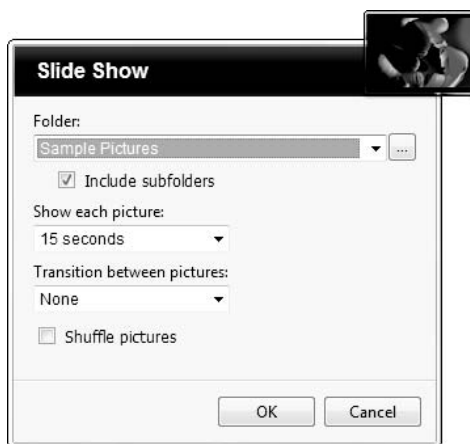 Slide Show
Folder:
Sample Pictures
...
Include subfolders
Show each picture:
15 seconds
Transition between pictures:
None
Shuffle pictures
OK
Cancel